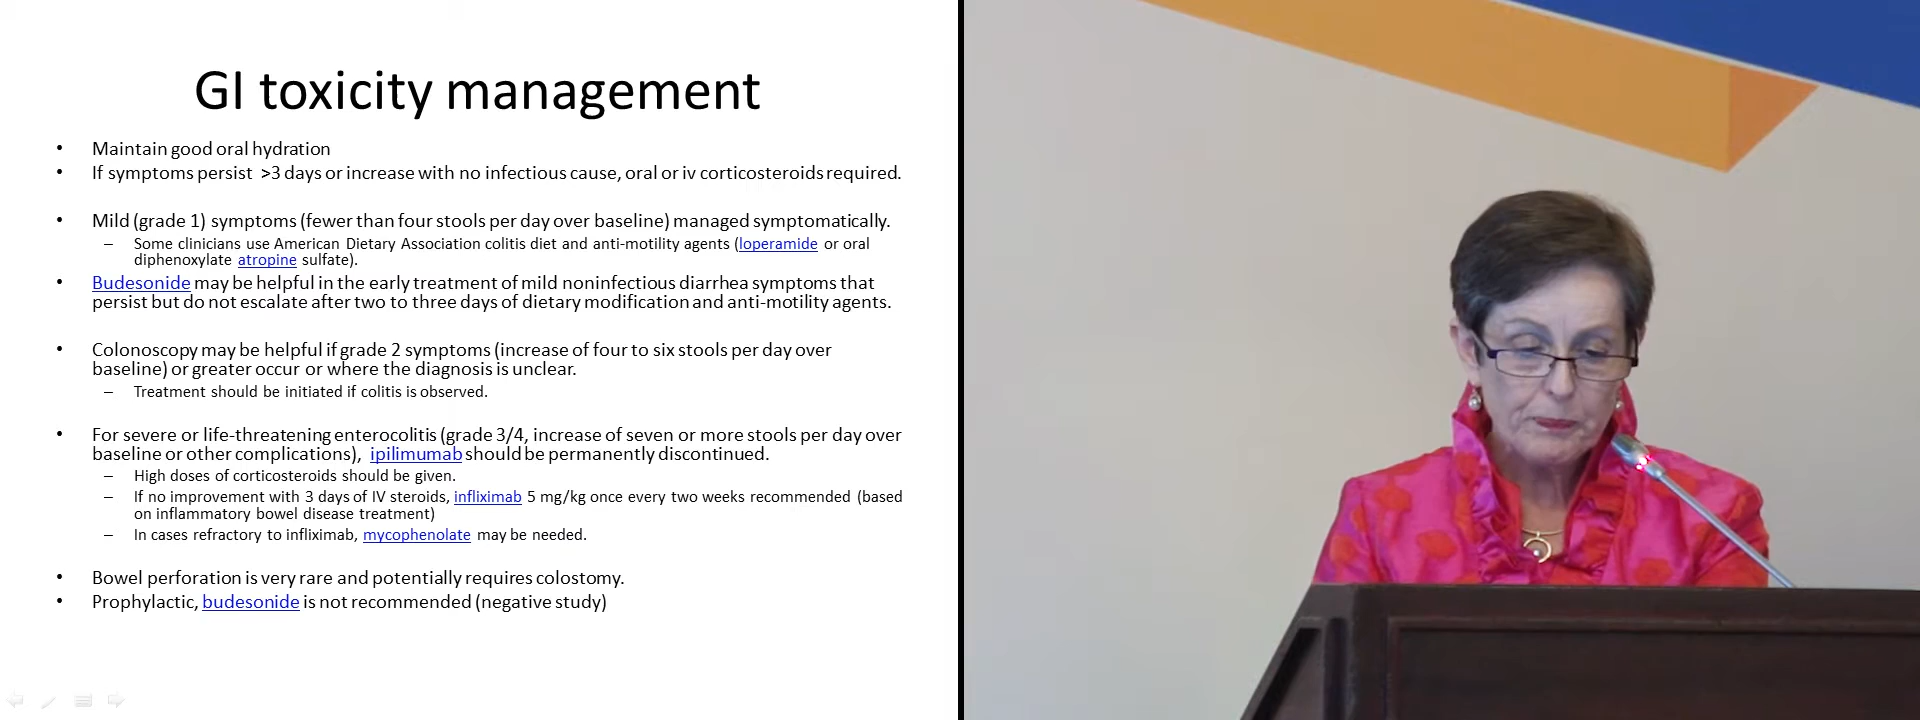 GI toxicity management
• Maintain good oral hydration
• If symptoms persist >3 days or increase with no infectious cause, oral or iv corticosteroids required.
• Mild (grade 1) symptoms (fewer than four stools per day over baseline) managed symptomatically.
– Some clinicians use American Dietary Association colitis diet and anti-motility agents (loperamide or oral
diphenoxylate atropine sulfate).
• Budesonide may be helpful in the early treatment of mild noninfectious diarrhea symptoms that
persist but do not escalate after two to three days of dietary modification and anti-motility agents.
• Colonoscopy may be helpful if grade 2 symptoms (increase of four to six stools per day over
baseline) or greater occur or where the diagnosis is unclear.
– Treatment should be initiated if colitis is observed.
• For severe or life-threatening enterocolitis (grade 3/4, increase of seven or more stools per day over
baseline or other complications), ipilimumab should be permanently discontinued.
– High doses of corticosteroids should be given.
– If no improvement with 3 days of IV steroids, infliximab 5 mg/kg once every two weeks recommended (based
on inflammatory bowel disease treatment)
– In cases refractory to infliximab, mycophenolate may be needed.
• Bowel perforation is very rare and potentially requires colostomy.
• Prophylactic, budesonide is not recommended (negative study)